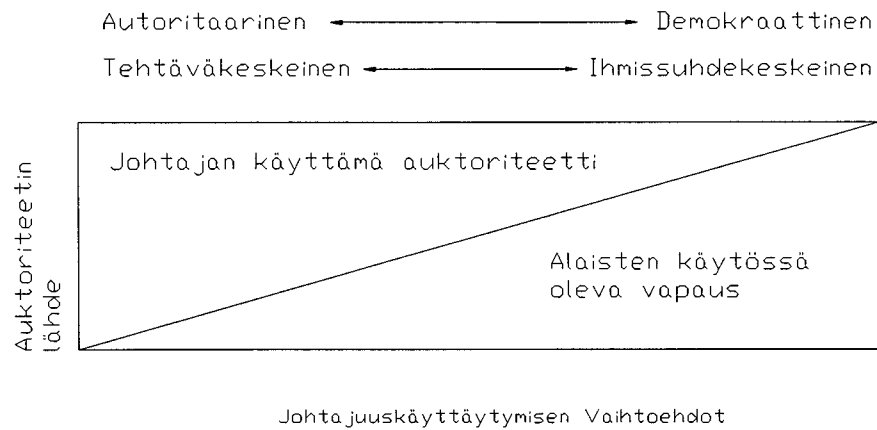 Autoritaarinen Demokraattinen
Tehtäväkeskeinen Ihmissuhdekeskeinen
Johtajan käyttämä auktoriteetti
Alaisten käytössä
oleva vapaus
Auktoriteetin
lähde
Johtajuuskäyttäytymisen Vaihtoehdot